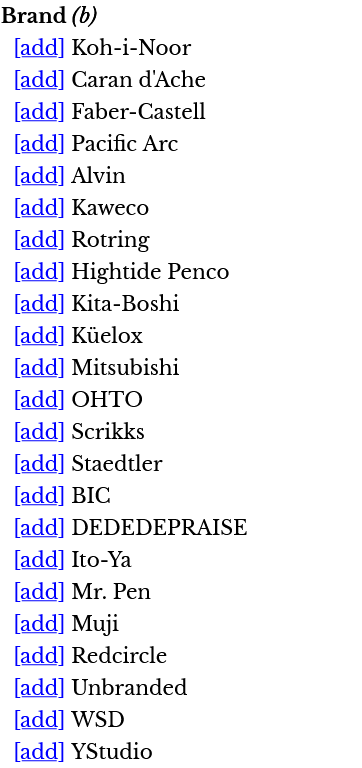 Brand (b)
[add] Koh-i-Noor
[add] Caran d'Ache
[add] Faber-Castell
[add] Pacific Arc
[add] Alvin
[add] Kaweco
[add] Rotring
[add] Hightide Penco
[add] Kita-Boshi
[add] Küelox
[add] Mitsubishi
[add] OHTO
[add] Scrikks
[add] Staedtler
[add] BIC
[add] DEDEDEPRAISE
[add] Ito-Ya
[add] Mr. Pen
[add] Muji
[add] Redcircle
[add] Unbranded
[add] WSD
[add] YStudio